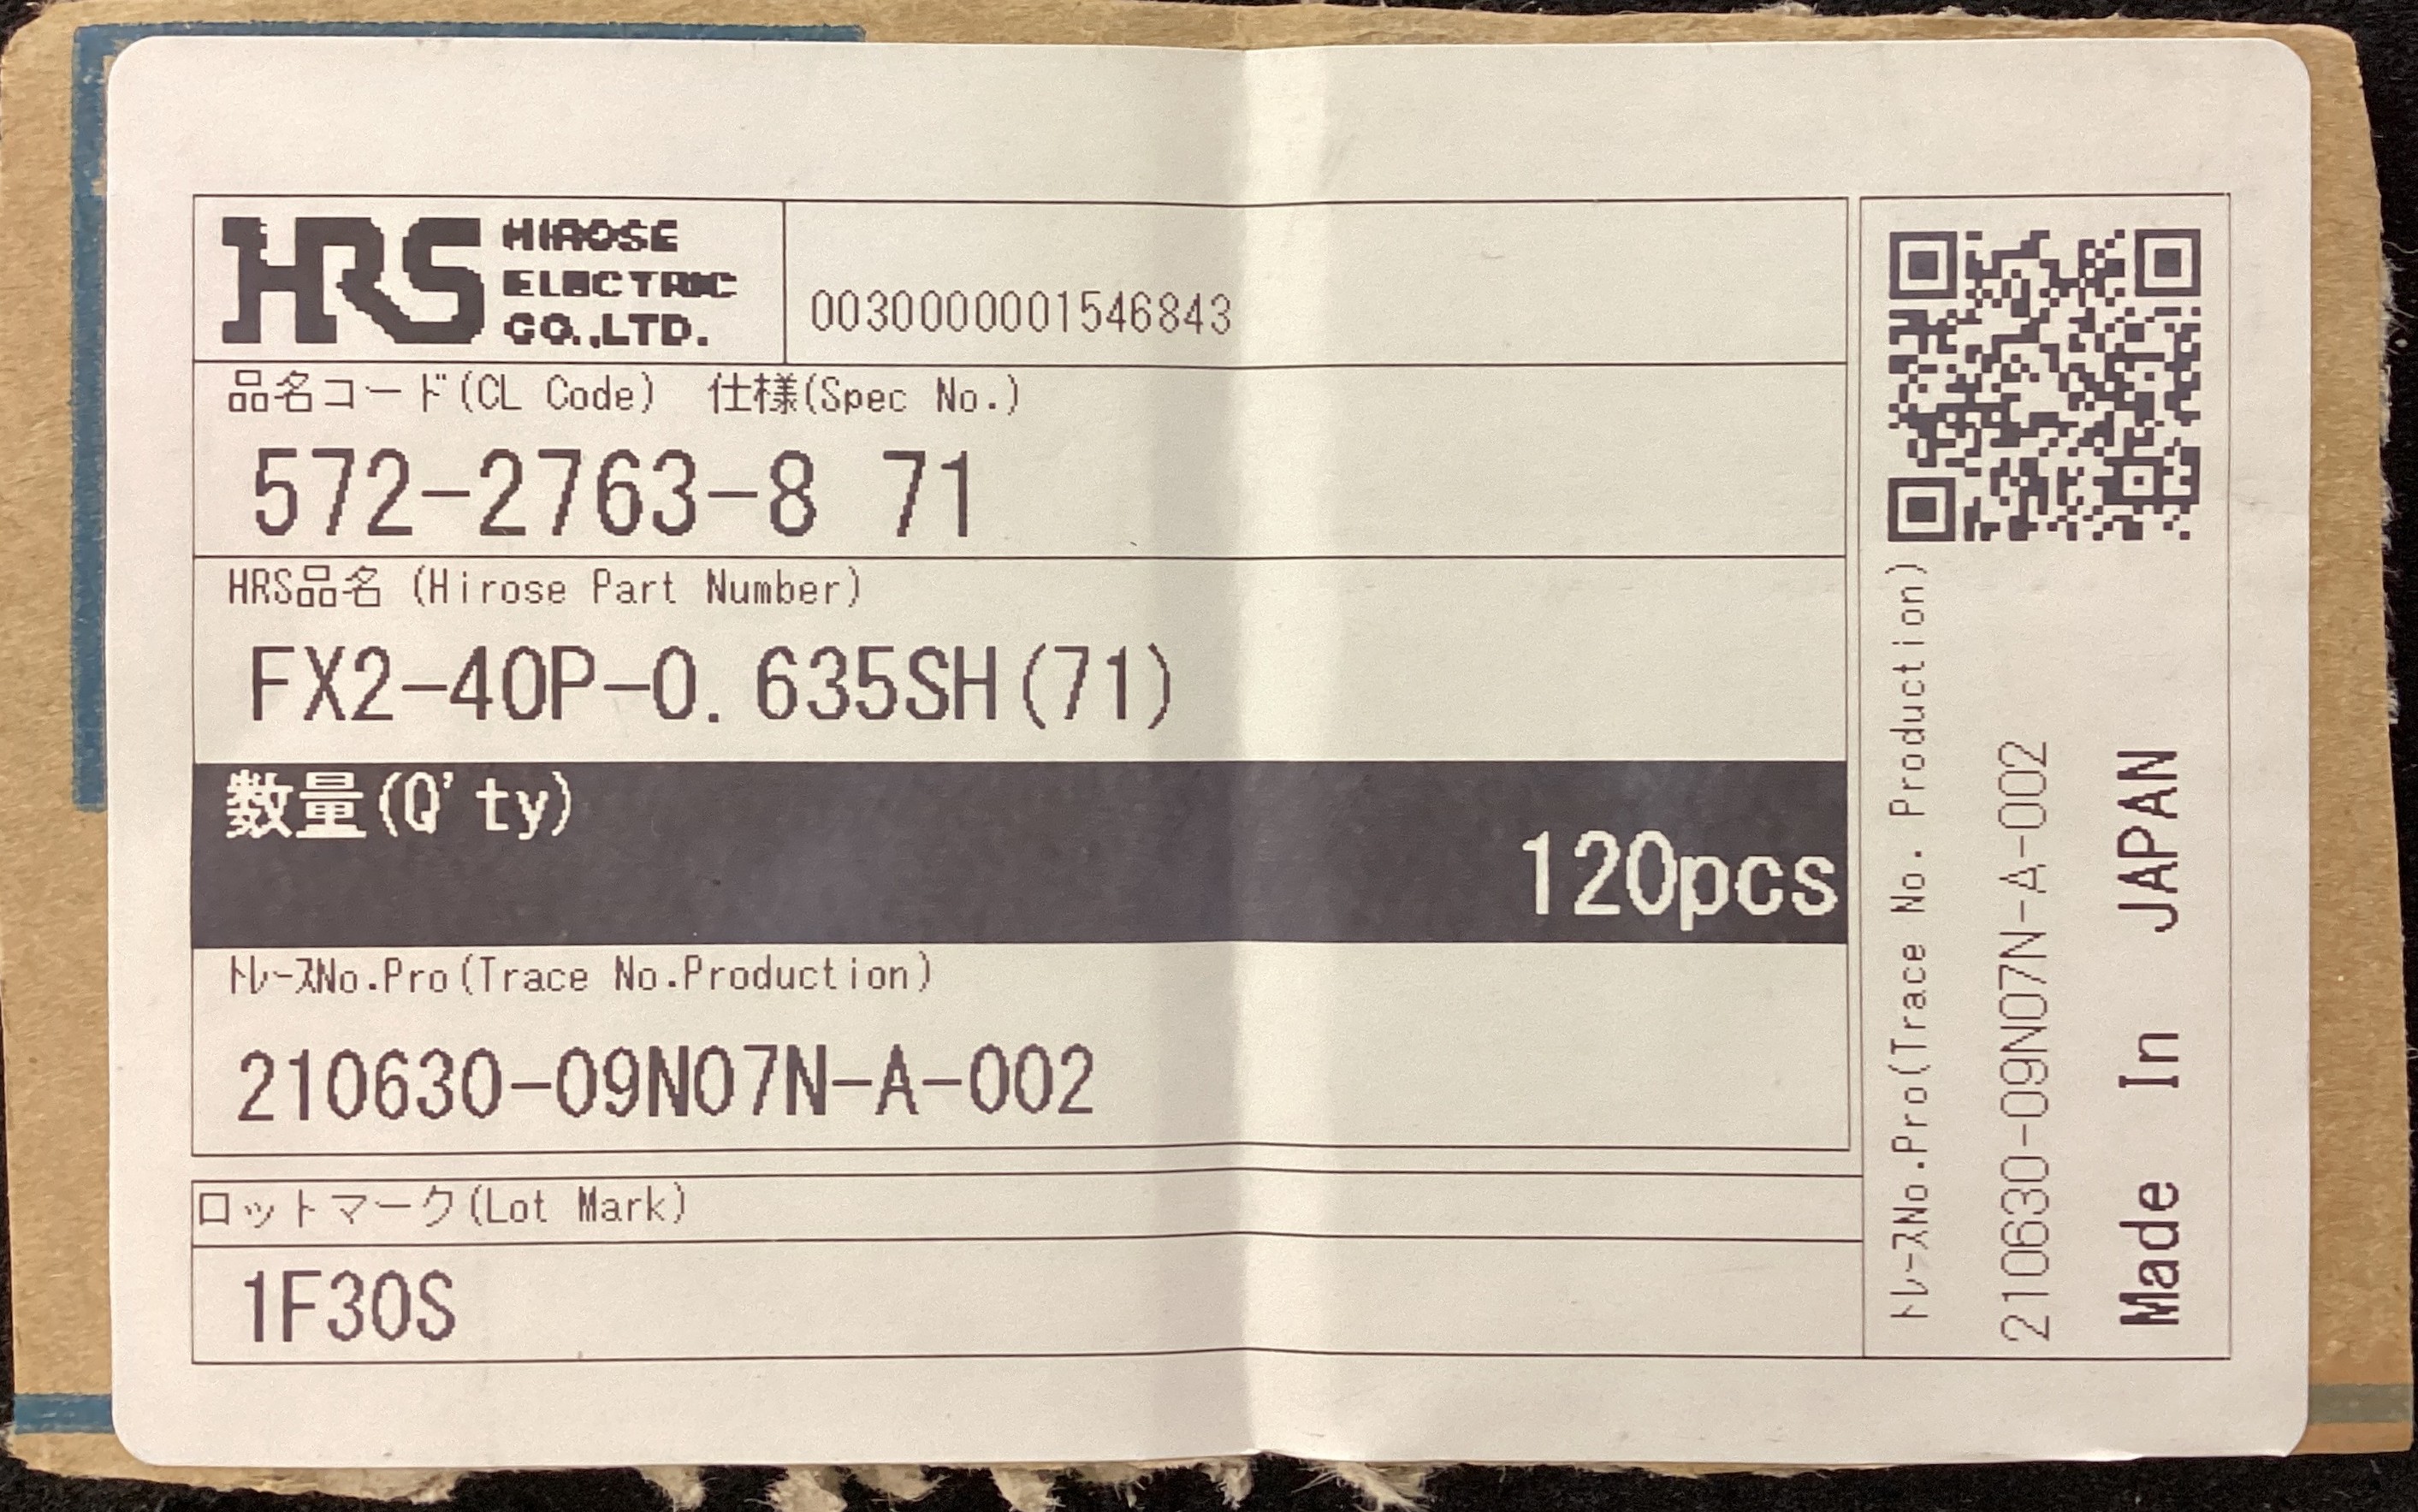 HRS HIROSE
ELECTRIC
CO.,LTD.
0030000001546843
品名コード(CL Code) 仕様(Spec No.)
572-2763-8 71
HRS品名 (Hirose Part Number)
FX2-40P-0.635SH(71)
数量(Q'ty)
120pcs
ﾄﾚｰｽNo.Pro(Trace No.Production)
210630-09N07N-A-002
ロットマーク(Lot Mark)
1F30S
ﾄﾚｰｽNo.Pro(Trace No. Production)
210630-09N07N-A-002
Made In JAPAN